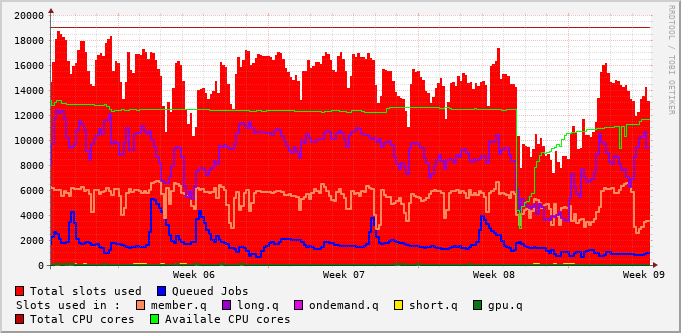 RRDTOOL / TOBI OETIKER
20000
18000
16000
14000
12000
10000
8000
6000
4000
2000
0
Week 06 Week 07 Week 08 Week 09
Total slots used Queued Jobs
Slots used in : member.q long.q ondemand.q short.q gpu.q
Total CPU cores Availale CPU cores